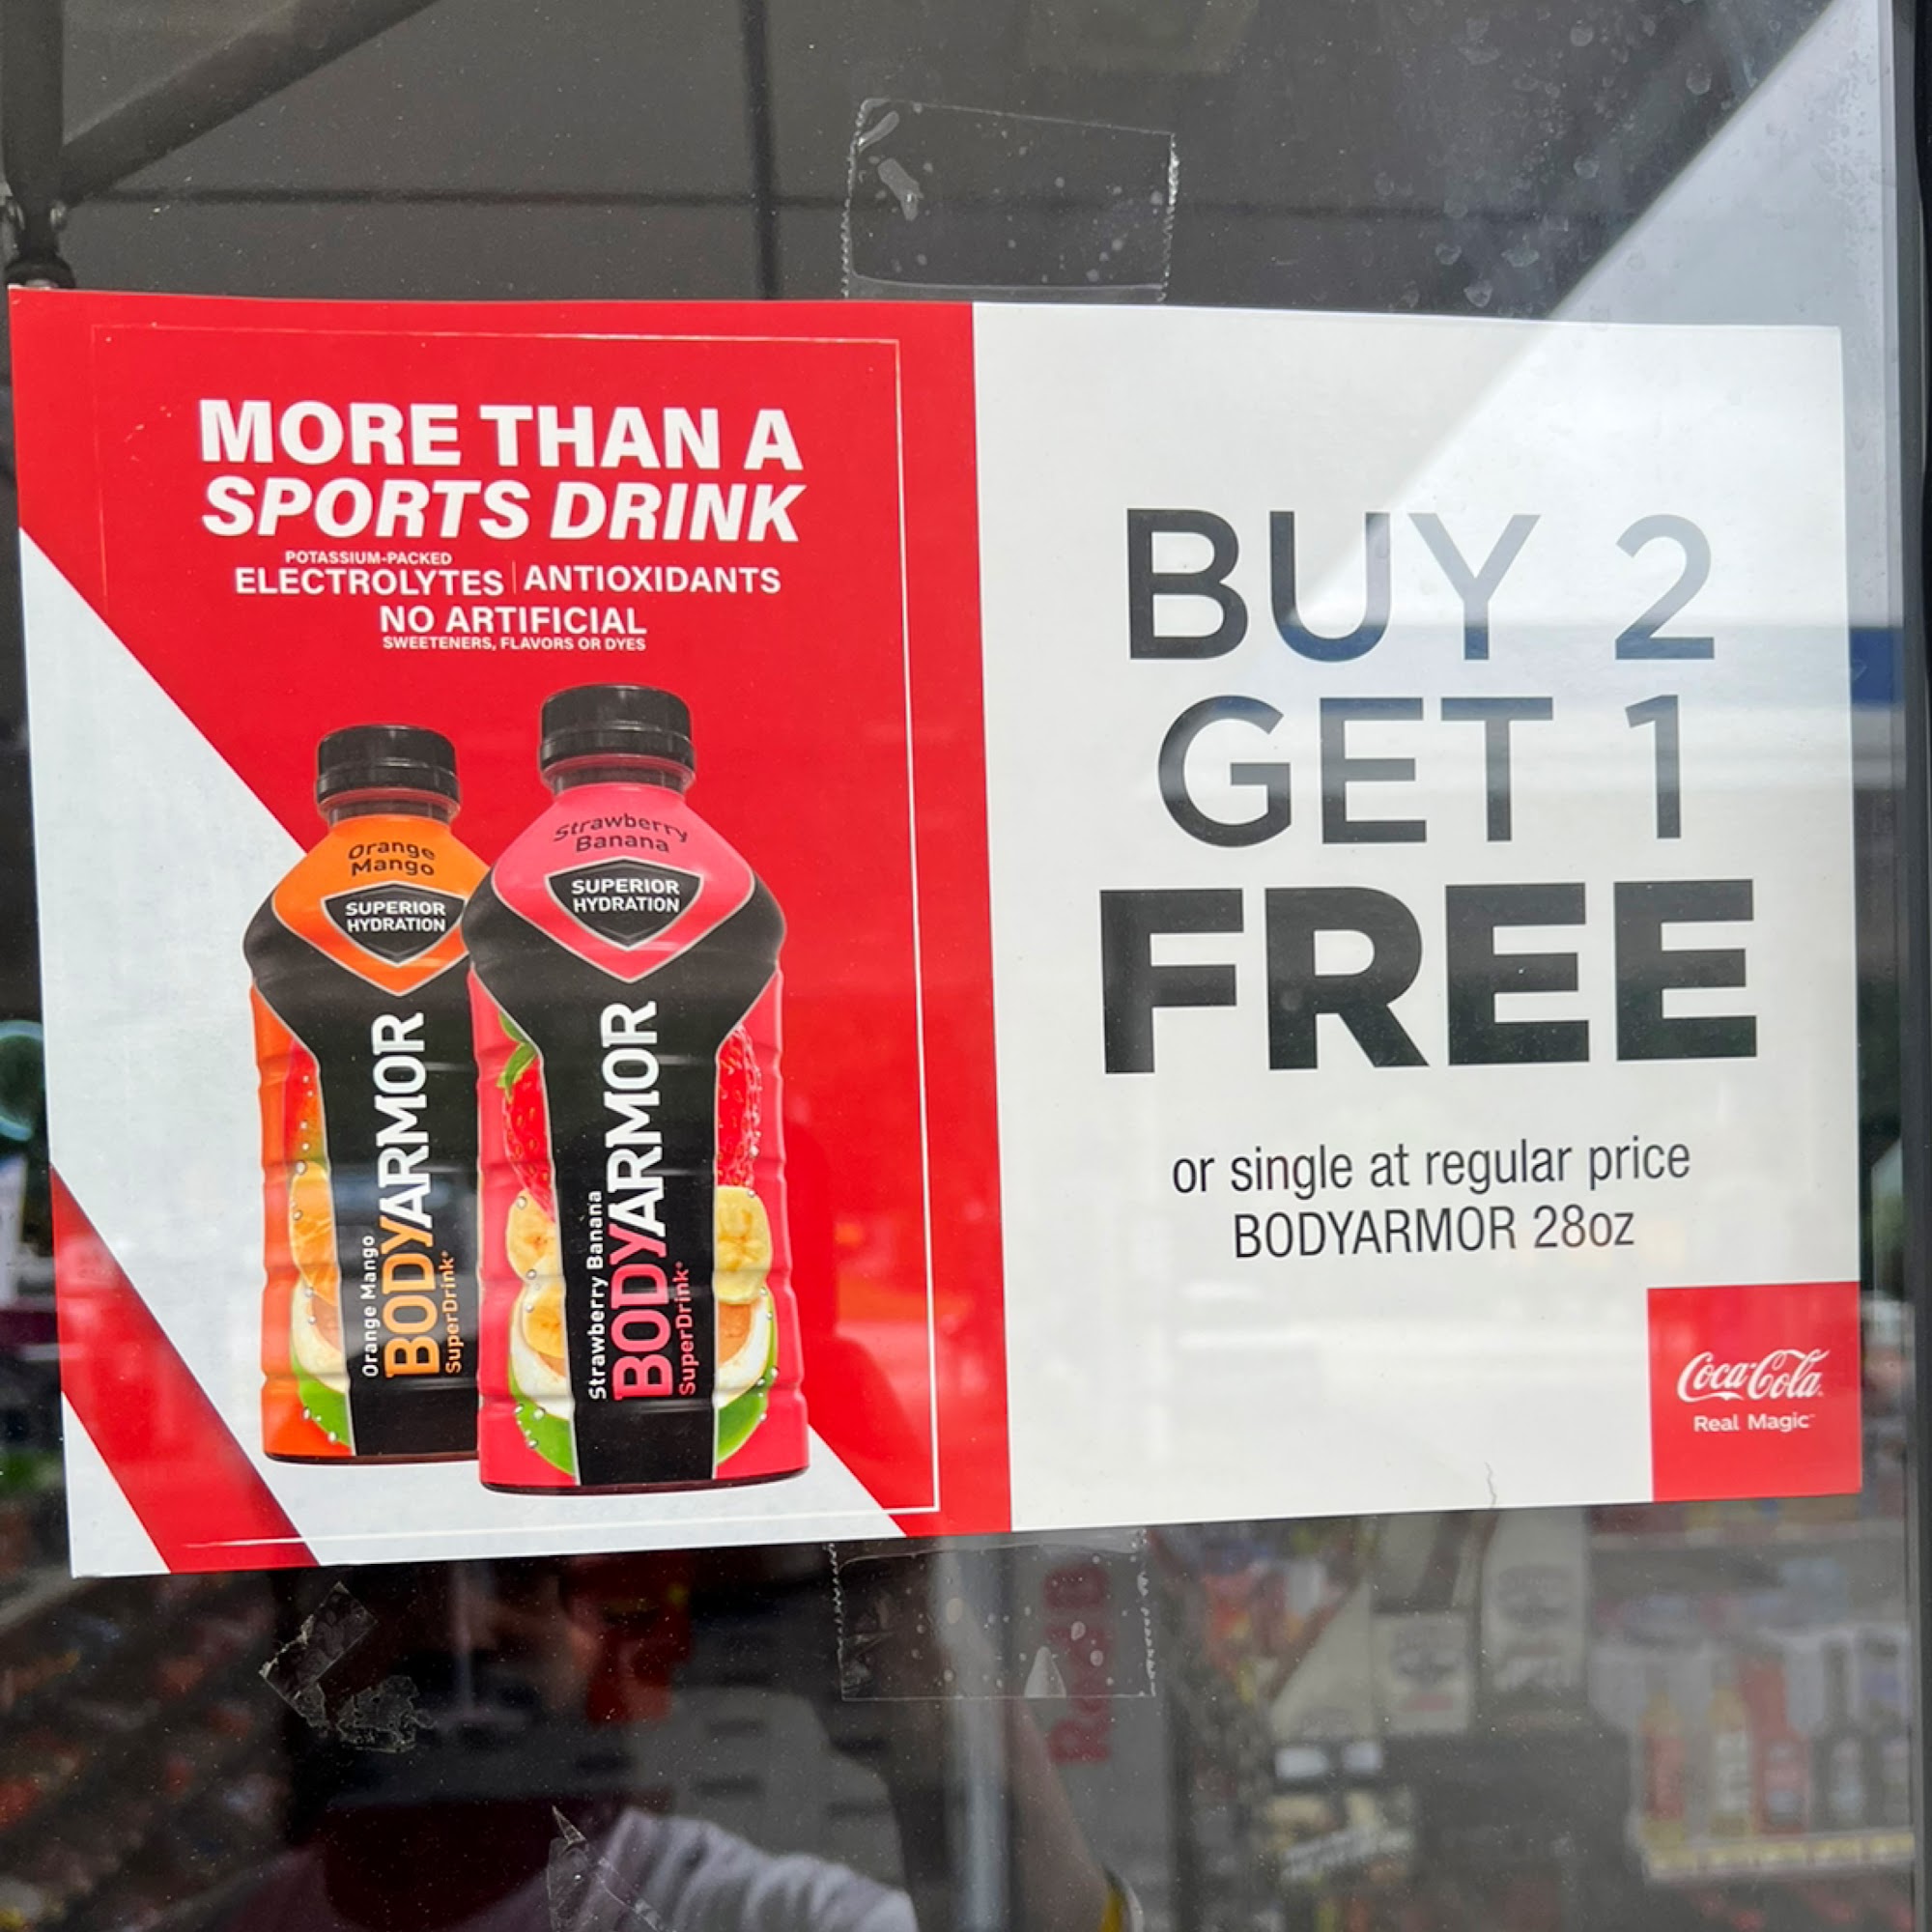 MORE THAN A
SPORTS DRINK
POTASSIUM-PACKED
ELECTROLYTES | ANTIOXIDANTS
NO ARTIFICIAL
SWEETENERS, FLAVORS OR DYES
Orange
Mango
SUPERIOR
HYDRATION
Orange Mango
BODYARMOR
SuperDrink
Strawberry
Banana
SUPERIOR
HYDRATION
Strawberry Banana
BODYARMOR
SuperDrink
BUY 2
GET 1
FREE
or single at regular price
BODYARMOR 28oz
Coca-Cola
Real Magic™